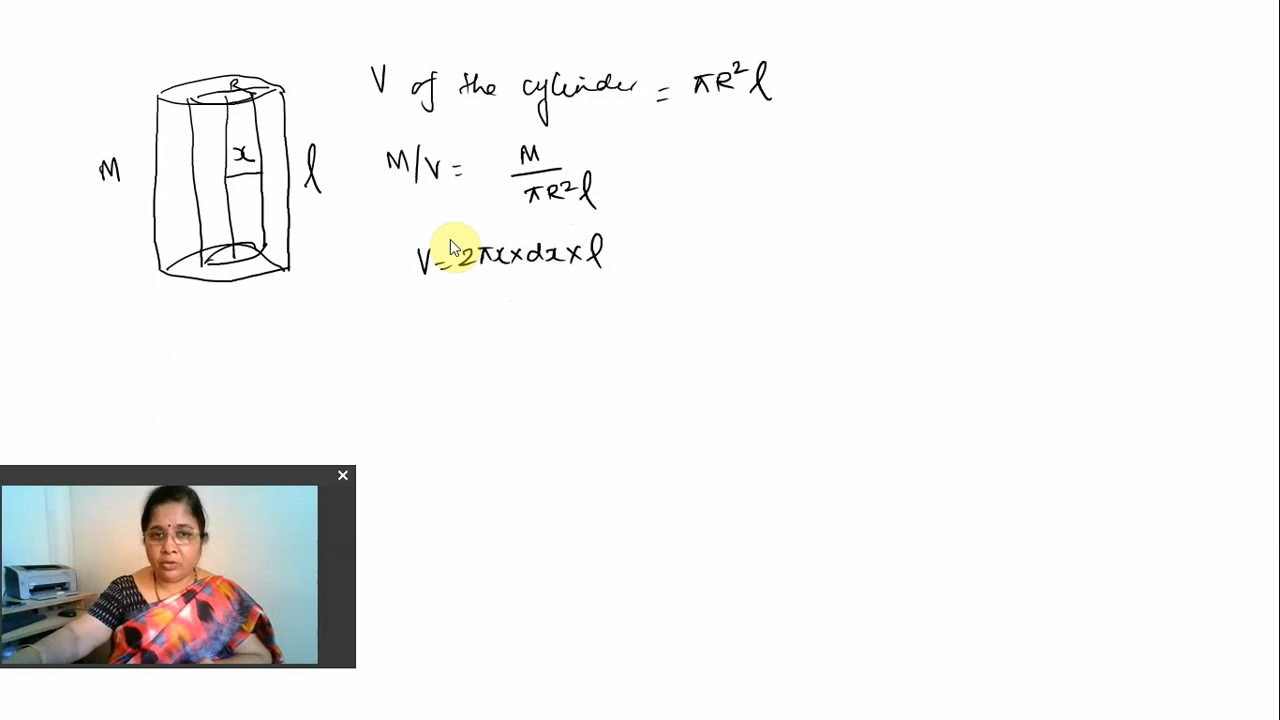 V of the cylinder = πR²l
R
x
M
l
M/V = M / πR²l
V = 2πx × dx × l